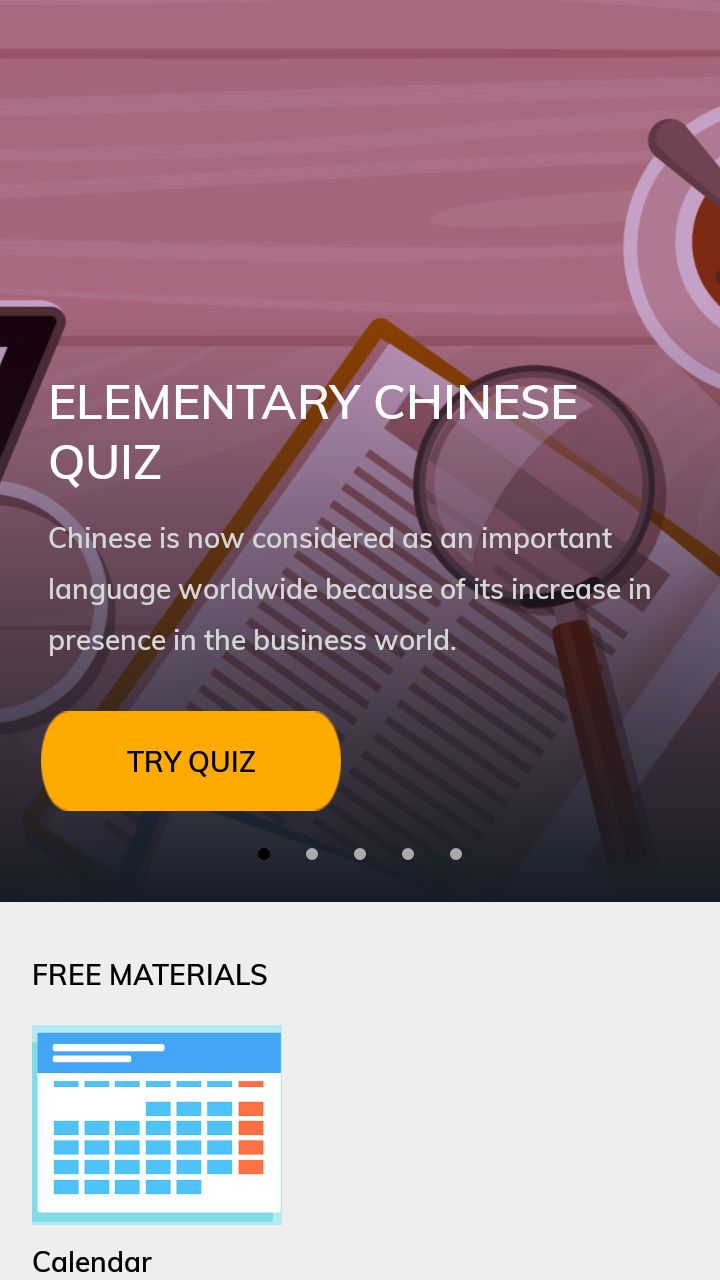 ELEMENTARY CHINESE
QUIZ
Chinese is now considered as an important
language worldwide because of its increase in
presence in the business world.
TRY QUIZ
FREE MATERIALS
Calendar